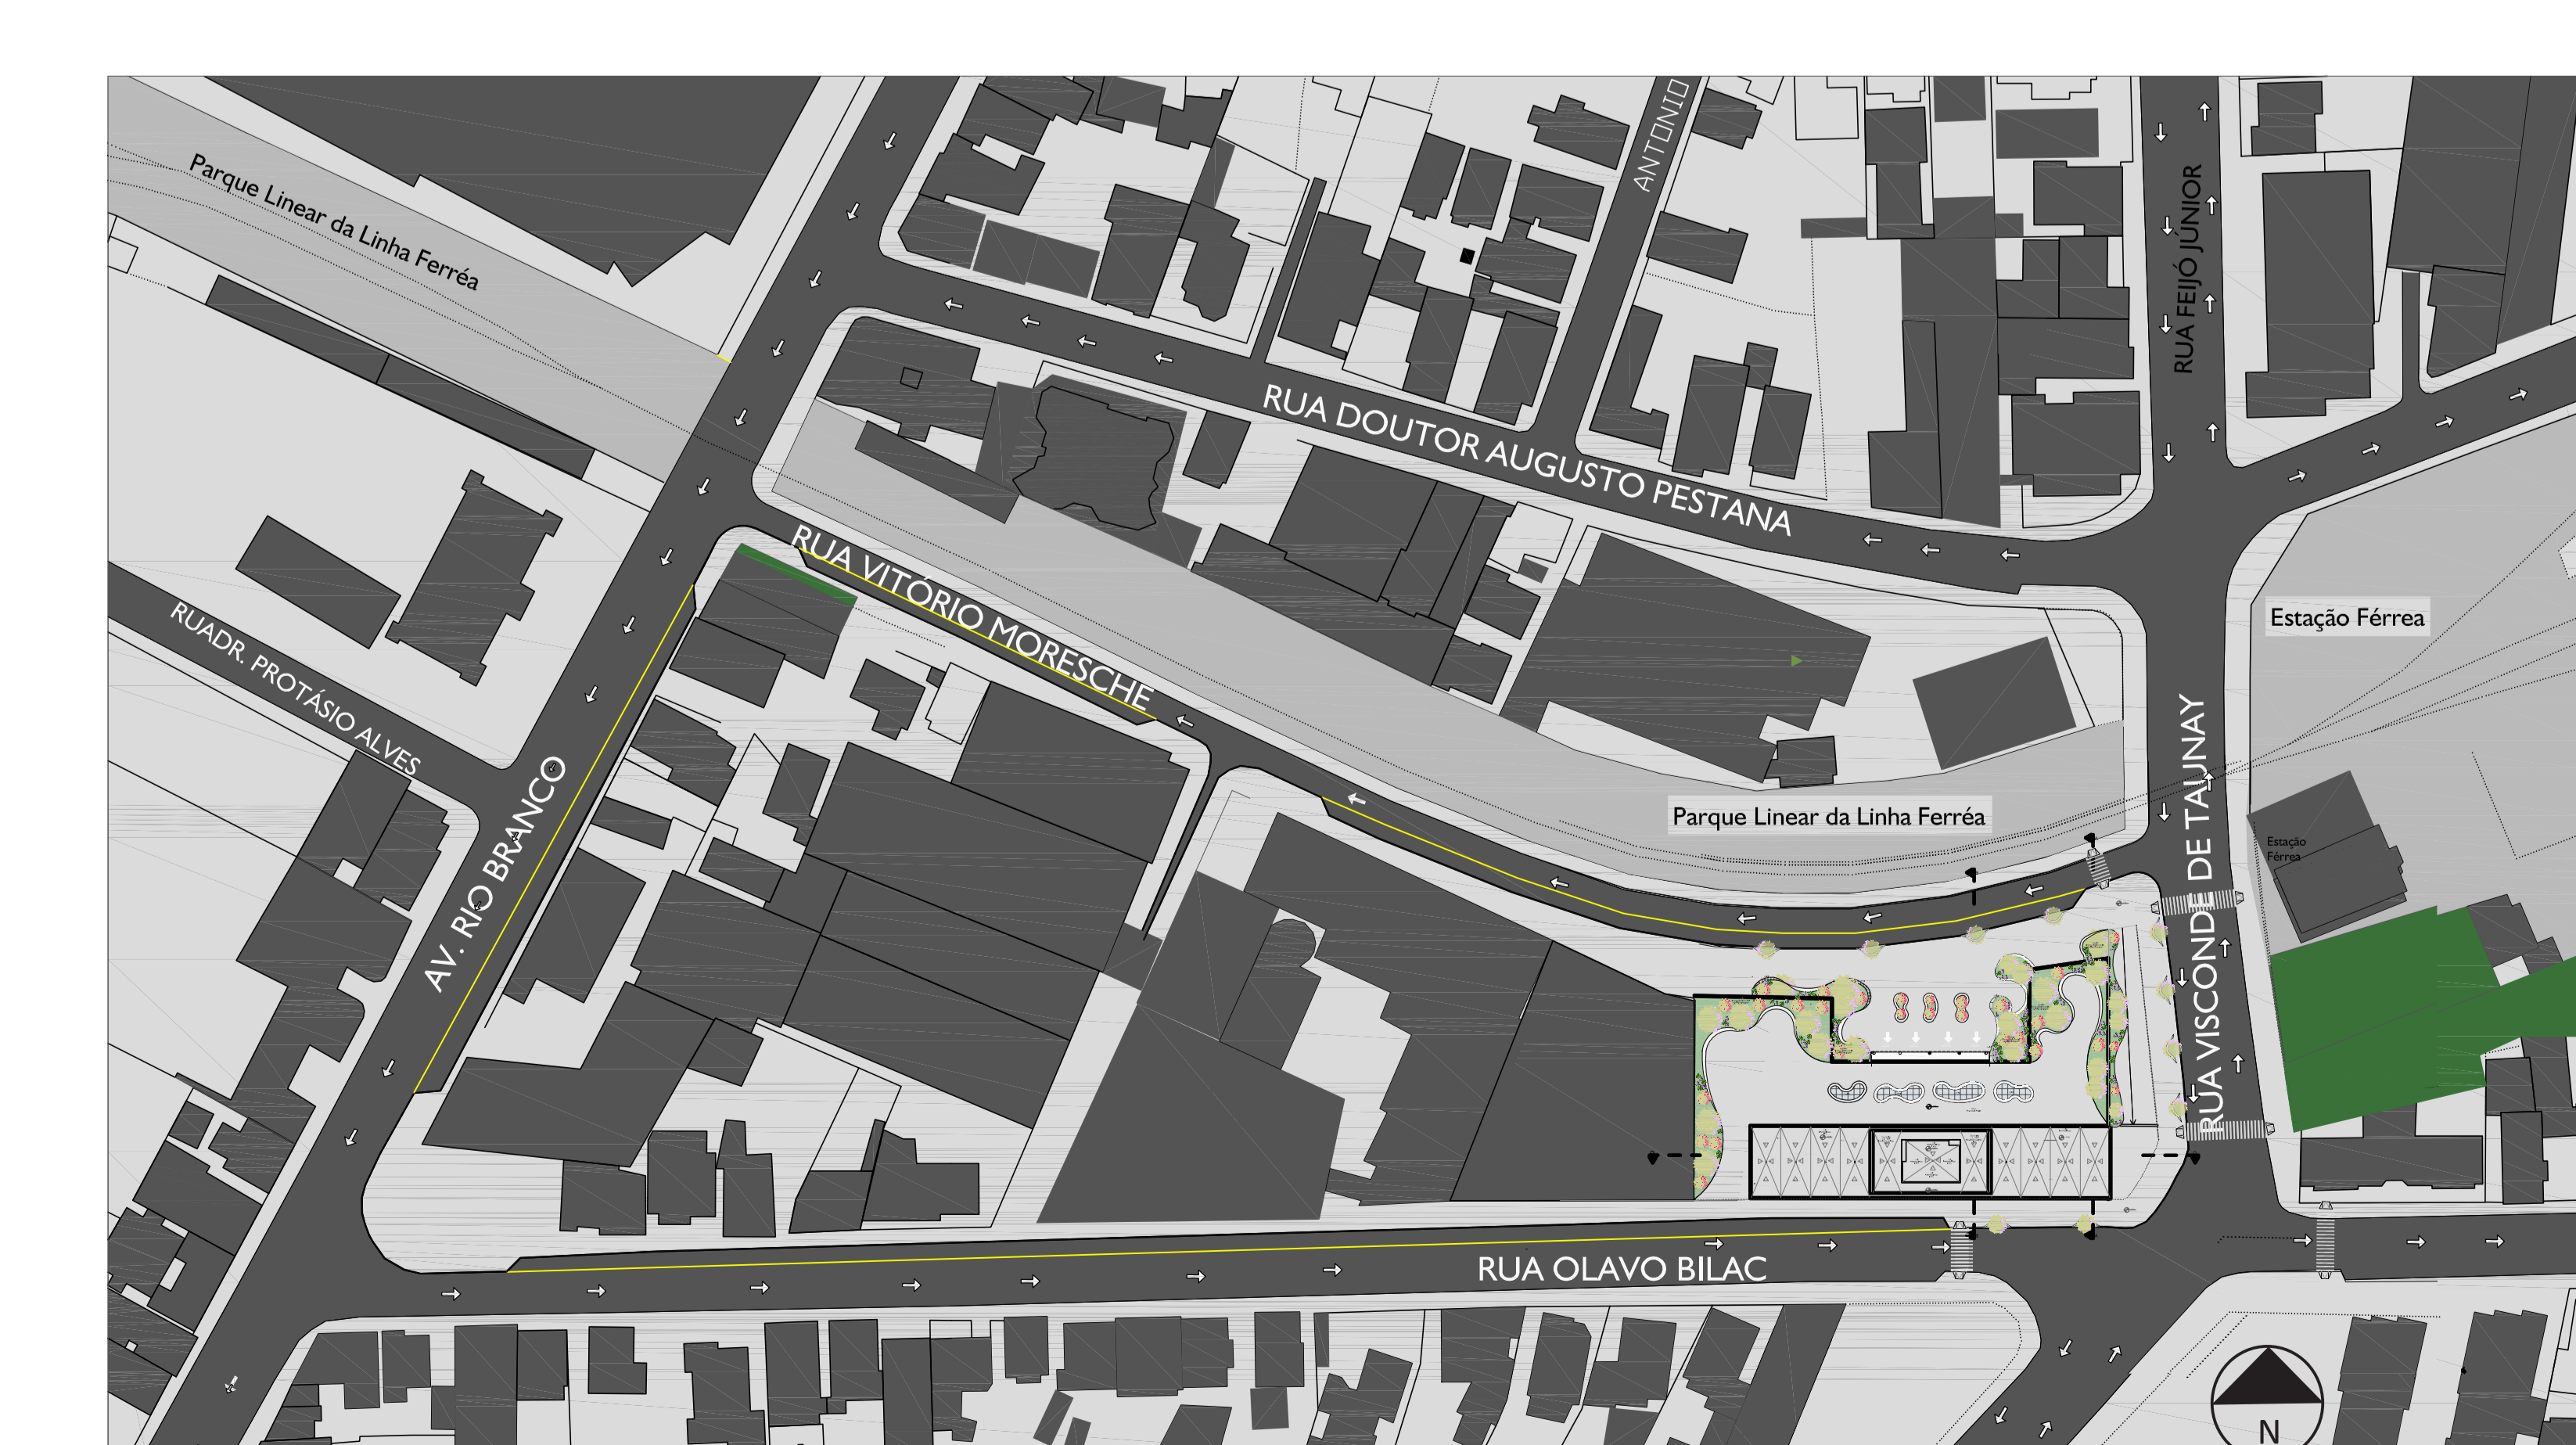 ANTONIO
Parque Linear da Linha Ferréa
RUA FEIJÓ JÚNIOR
RUA DOUTOR AUGUSTO PESTANA
RUA VITÓRIO MORESCHE
Estação Férrea
RUADR. PROTÁSIO ALVES
AV. RIO BRANCO
Parque Linear da Linha Ferréa
Estação
Férrea
RUA VISCONDE DE TAUNAY
RUA OLAVO BILAC
N